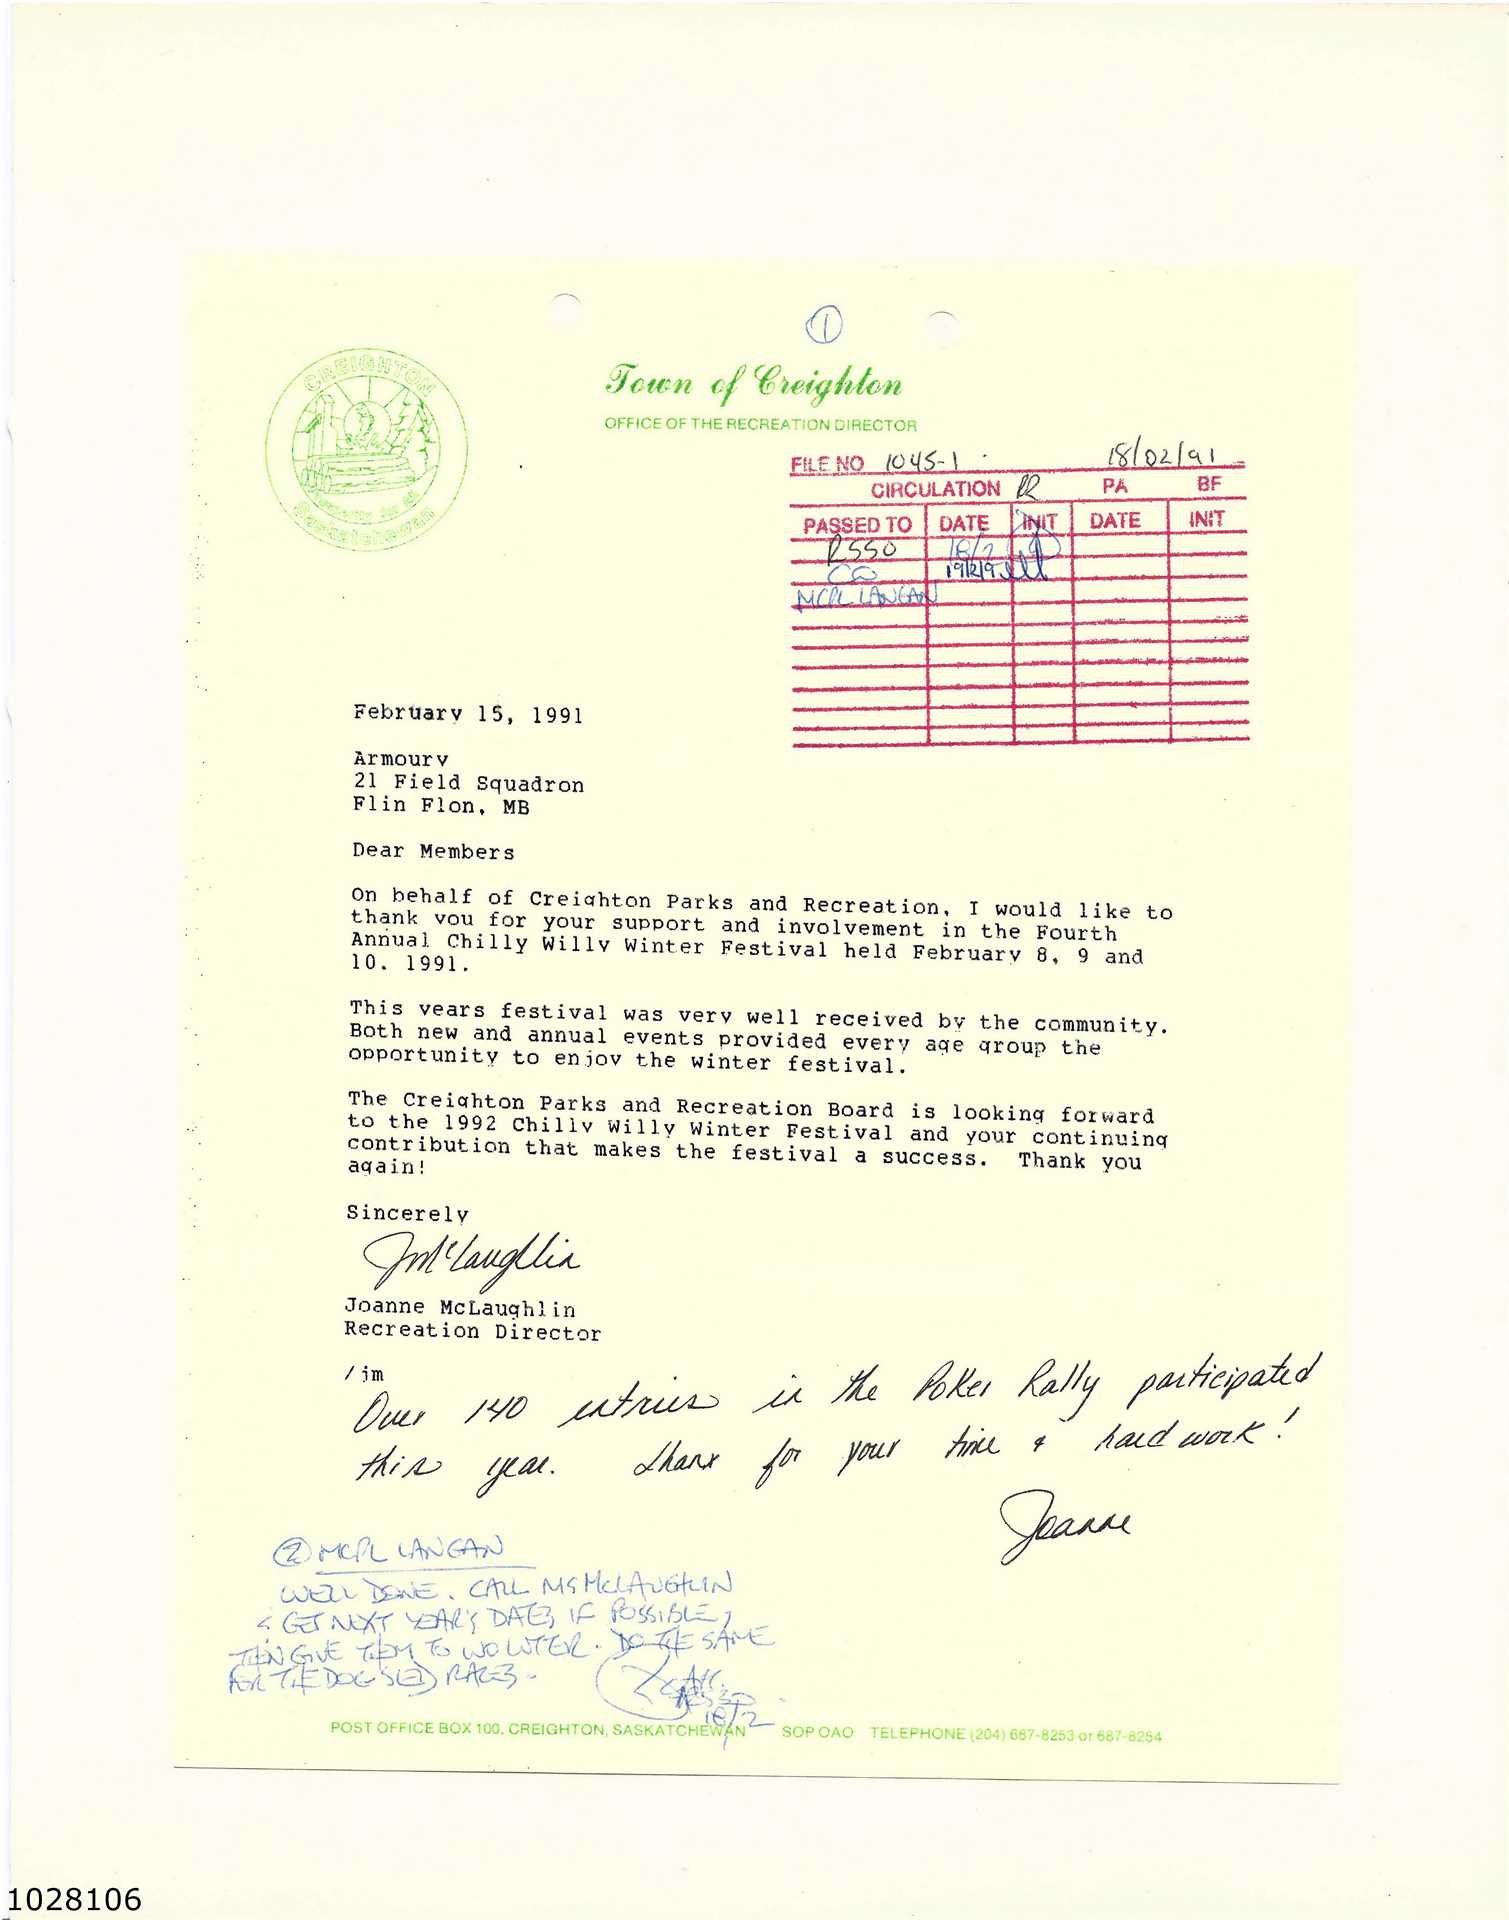 1
CREIGHTON
Saskatchewan
Town of Creighton
OFFICE OF THE RECREATION DIRECTOR
FILE NO 1045-1 18/02/91
CIRCULATION PA BF
PASSED TO DATE INIT DATE INIT
RSSO 18/2
CO 19/2/9
MCPL LANGAN
February 15, 1991
Armoury
21 Field Squadron
Flin Flon, MB
Dear Members
On behalf of Creighton Parks and Recreation, I would like to
thank you for your support and involvement in the Fourth
Annual Chilly Willy Winter Festival held February 8, 9 and
10, 1991.
This years festival was very well received by the community.
Both new and annual events provided every age group the
opportunity to enjoy the winter festival.
The Creighton Parks and Recreation Board is looking forward
to the 1992 Chilly Willy Winter Festival and your continuing
contribution that makes the festival a success. Thank you
again!
Sincerely
JMcLaughlin
Joanne McLaughlin
Recreation Director
/jm
Over 140 entries in the Poker Rally participated
this year. Thanx for your time & hard work!
Joanne
2 MCPL LANGAN
WELL DONE. CALL MS MCLAUGHLIN
& GET NEXT YEAR'S DATES IF POSSIBLE,
THEN GIVE THEM TO WO WTER. DO THE SAME
FOR THE DOG SLED RACES.
18/2
POST OFFICE BOX 100, CREIGHTON, SASKATCHEWAN SOP OAO TELEPHONE (204) 687-8253 or 687-8254
1028106